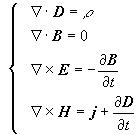 ∇· D = ρ
∇· B = 0
∇× E = −∂B/∂t
∇× H = j + ∂D/∂t